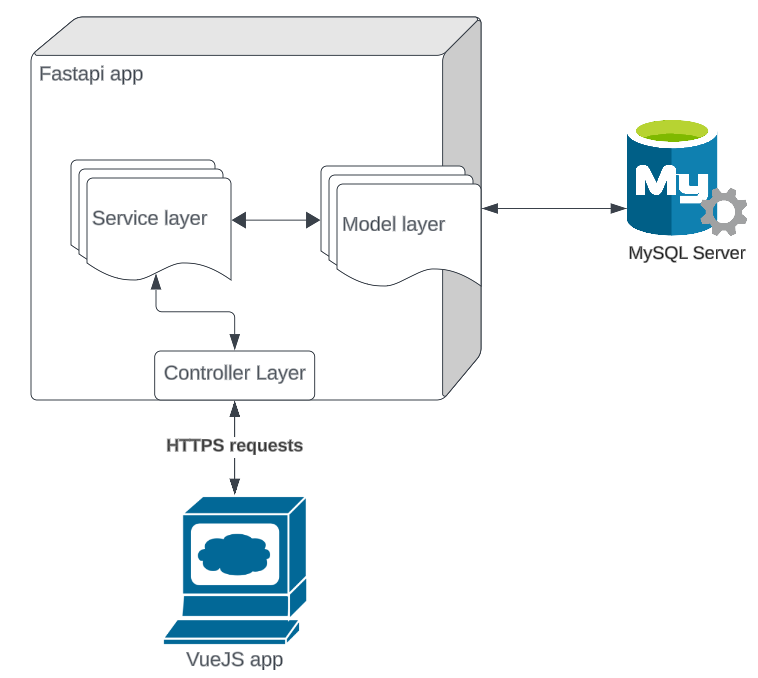 Fastapi app
Service layer
Model layer
My
MySQL Server
Controller Layer
HTTPS requests
VueJS app